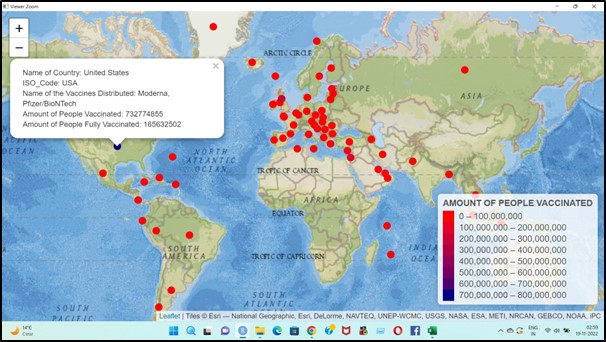 Viewer Zoom
+
−
Name of Country: United States
ISO_Code: USA
Name of the Vaccines Distributed: Moderna,
Pfizer/BioNTech
Amount of People Vaccinated: 732774855
Amount of People Fully Vaccinated: 165632502
×
ARCTIC CIRCLE
EUROPE
ASIA
PACIFIC
OCEAN
NORTH
ATLANTIC
OCEAN
TROPIC OF CANCER
AFRICA
EQUATOR
SOUTH
AMERICA
TROPIC OF CAPRICORN
INDIAN
OCEAN
SOUTH
PACIFIC
SOUTH
ATLANTIC
AMOUNT OF PEOPLE VACCINATED
0 – 100,000,000
100,000,000 – 200,000,000
200,000,000 – 300,000,000
300,000,000 – 400,000,000
400,000,000 – 500,000,000
500,000,000 – 600,000,000
600,000,000 – 700,000,000
700,000,000 – 800,000,000
Leaflet | Tiles © Esri — National Geographic, Esri, DeLorme, NAVTEQ, UNEP-WCMC, USGS, NASA, ESA, METI, NRCAN, GEBCO, NOAA, iPC
14°C
Clear
ENG
IN
02:59
19-11-2022